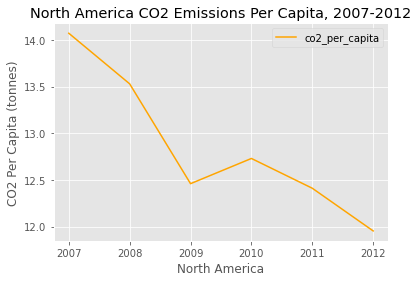 North America CO2 Emissions Per Capita, 2007-2012
co2_per_capita
14.0
13.5
13.0
12.5
12.0
CO2 Per Capita (tonnes)
2007 2008 2009 2010 2011 2012
North America